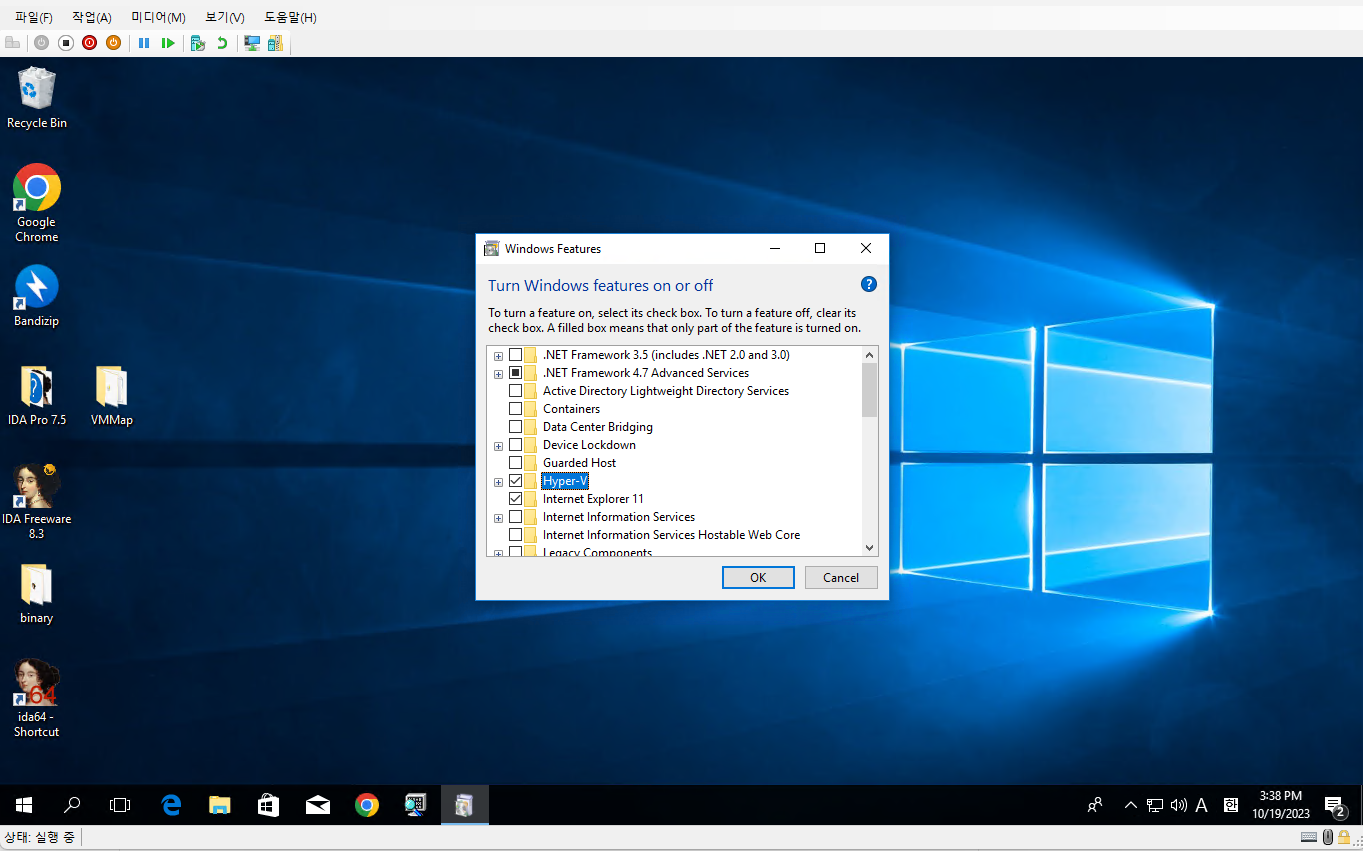 파일(F) 작업(A) 미디어(M) 보기(V) 도움말(H)
Recycle Bin
Google
Chrome
Bandizip
IDA Pro 7.5
VMMap
IDA Freeware
8.3
binary
64
ida64 -
Shortcut
Windows Features
Turn Windows features on or off
?
To turn a feature on, select its check box. To turn a feature off, clear its
check box. A filled box means that only part of the feature is turned on.
.NET Framework 3.5 (includes .NET 2.0 and 3.0)
.NET Framework 4.7 Advanced Services
Active Directory Lightweight Directory Services
Containers
Data Center Bridging
Device Lockdown
Guarded Host
Hyper-V
Internet Explorer 11
Internet Information Services
Internet Information Services Hostable Web Core
Legacy Components
OK Cancel
A 한
3:38 PM
10/19/2023
2
상태: 실행 중